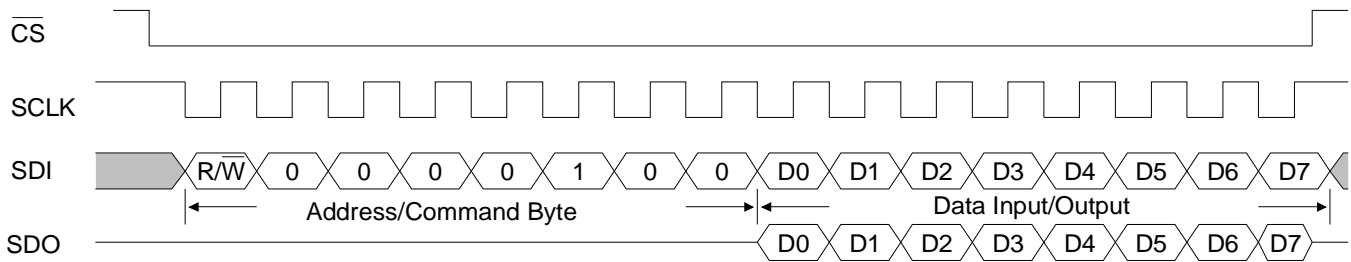 C̅S̅
SCLK
SDI R/W̅ 0 0 0 0 1 0 0 D0 D1 D2 D3 D4 D5 D6 D7
Address/Command Byte Data Input/Output
SDO D0 D1 D2 D3 D4 D5 D6 D7